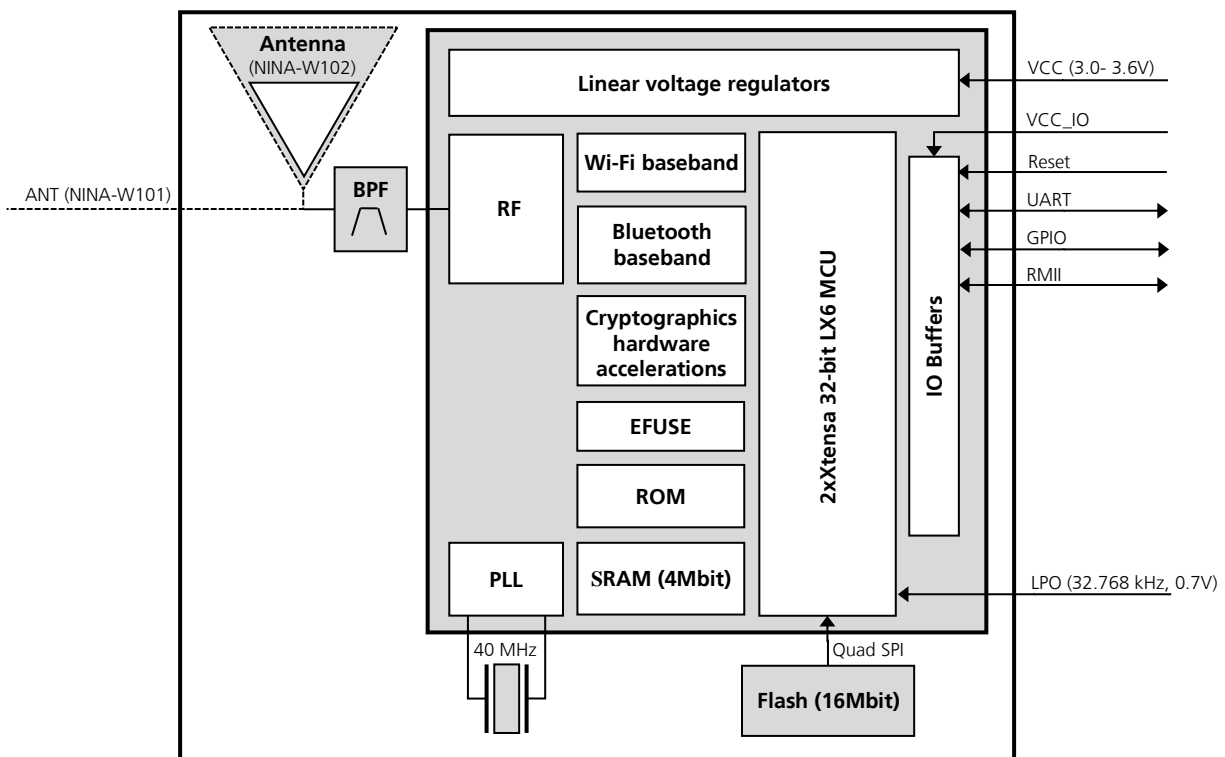 Antenna
(NINA-W102)
Linear voltage regulators
VCC (3.0- 3.6V)
VCC_IO
Wi-Fi baseband
Reset
ANT (NINA-W101)
BPF
RF
UART
Bluetooth
baseband
GPIO
RMII
Cryptographics
hardware
accelerations
2xXtensa 32-bit LX6 MCU
IO Buffers
EFUSE
ROM
PLL
SRAM (4Mbit)
LPO (32.768 kHz, 0.7V)
40 MHz
Quad SPI
Flash (16Mbit)